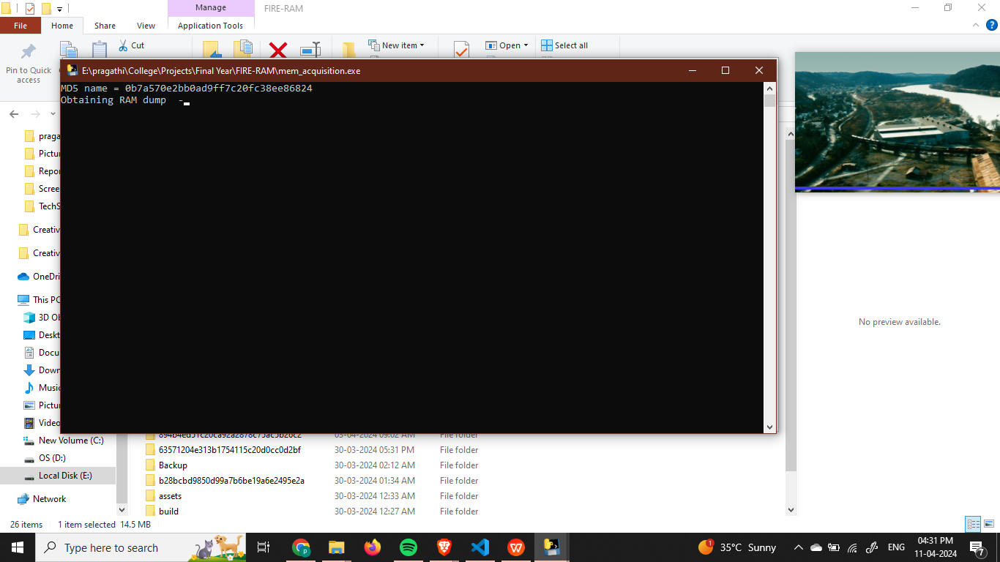 Manage
FIRE-RAM
File
Home
Share
View
Application Tools
Pin to Quick
access
Cut
New item
Open
Select all
E:\pragathi\College\Projects\Final Year\FIRE-RAM\mem_acquisition.exe
MD5 name = 0b7a570e2bb0ad9ff7c20fc38ee86824
Obtaining RAM dump  -
praga
Pictu
Repor
Scree
TechS
Creativ
Creativ
OneDri
This PC
3D Ob
Deskt
Docu
Down
Music
Pictu
Video
New Volume (C:)
OS (D:)
Local Disk (E:)
Network
No preview available.
03-04-2024 09:02 AM File folder
63571204e313b1754115c20d0cc0d2bf 30-03-2024 05:31 PM File folder
Backup 30-03-2024 02:12 AM File folder
b28bcbd9850d99a7b6be19a6e2495e2a 30-03-2024 01:34 AM File folder
assets 30-03-2024 12:33 AM File folder
build 30-03-2024 12:27 AM File folder
26 items 1 item selected 14.5 MB
Type here to search
35°C Sunny
ENG
04:31 PM
11-04-2024
7